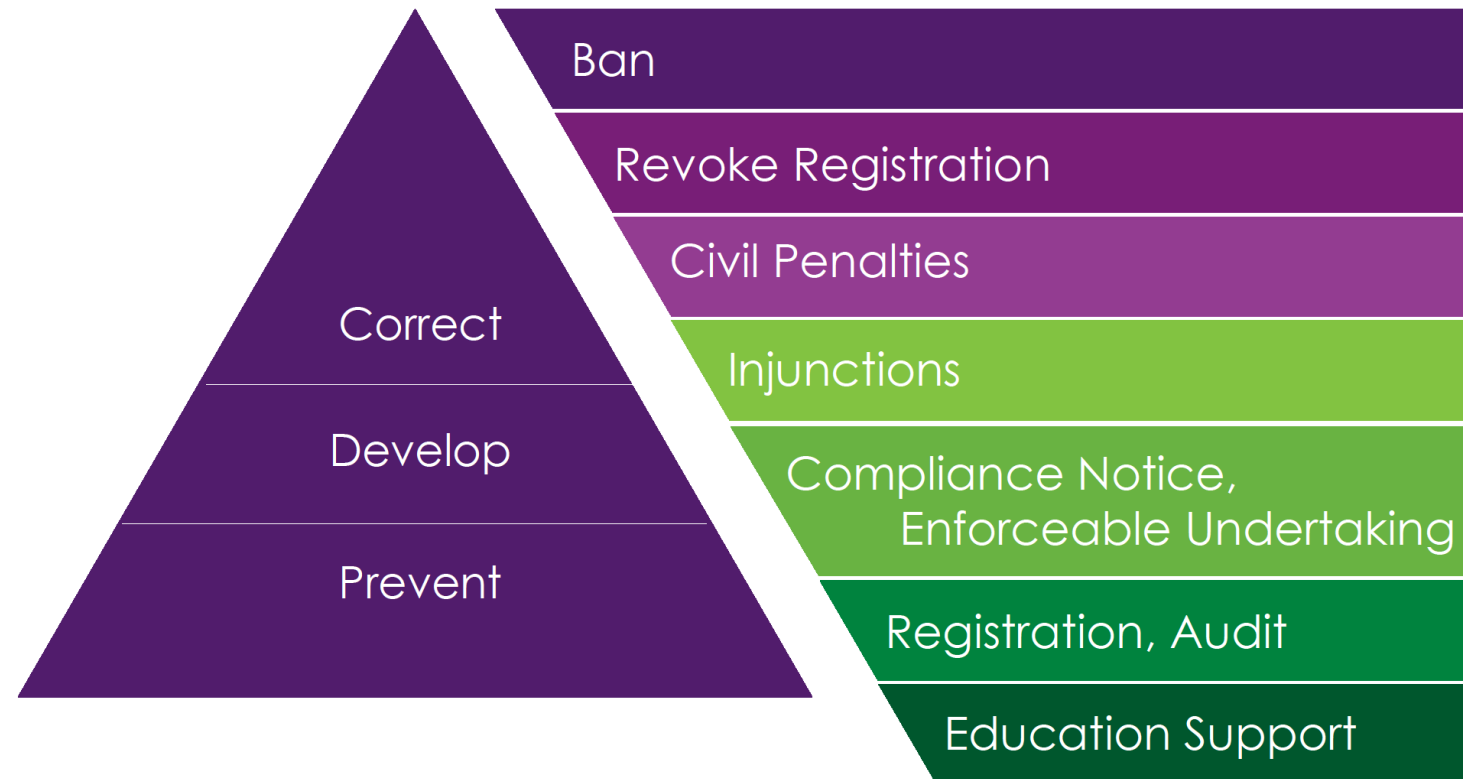 Correct
Develop
Prevent
Ban
Revoke Registration
Civil Penalties
Injunctions
Compliance Notice,
Enforceable Undertaking
Registration, Audit
Education Support